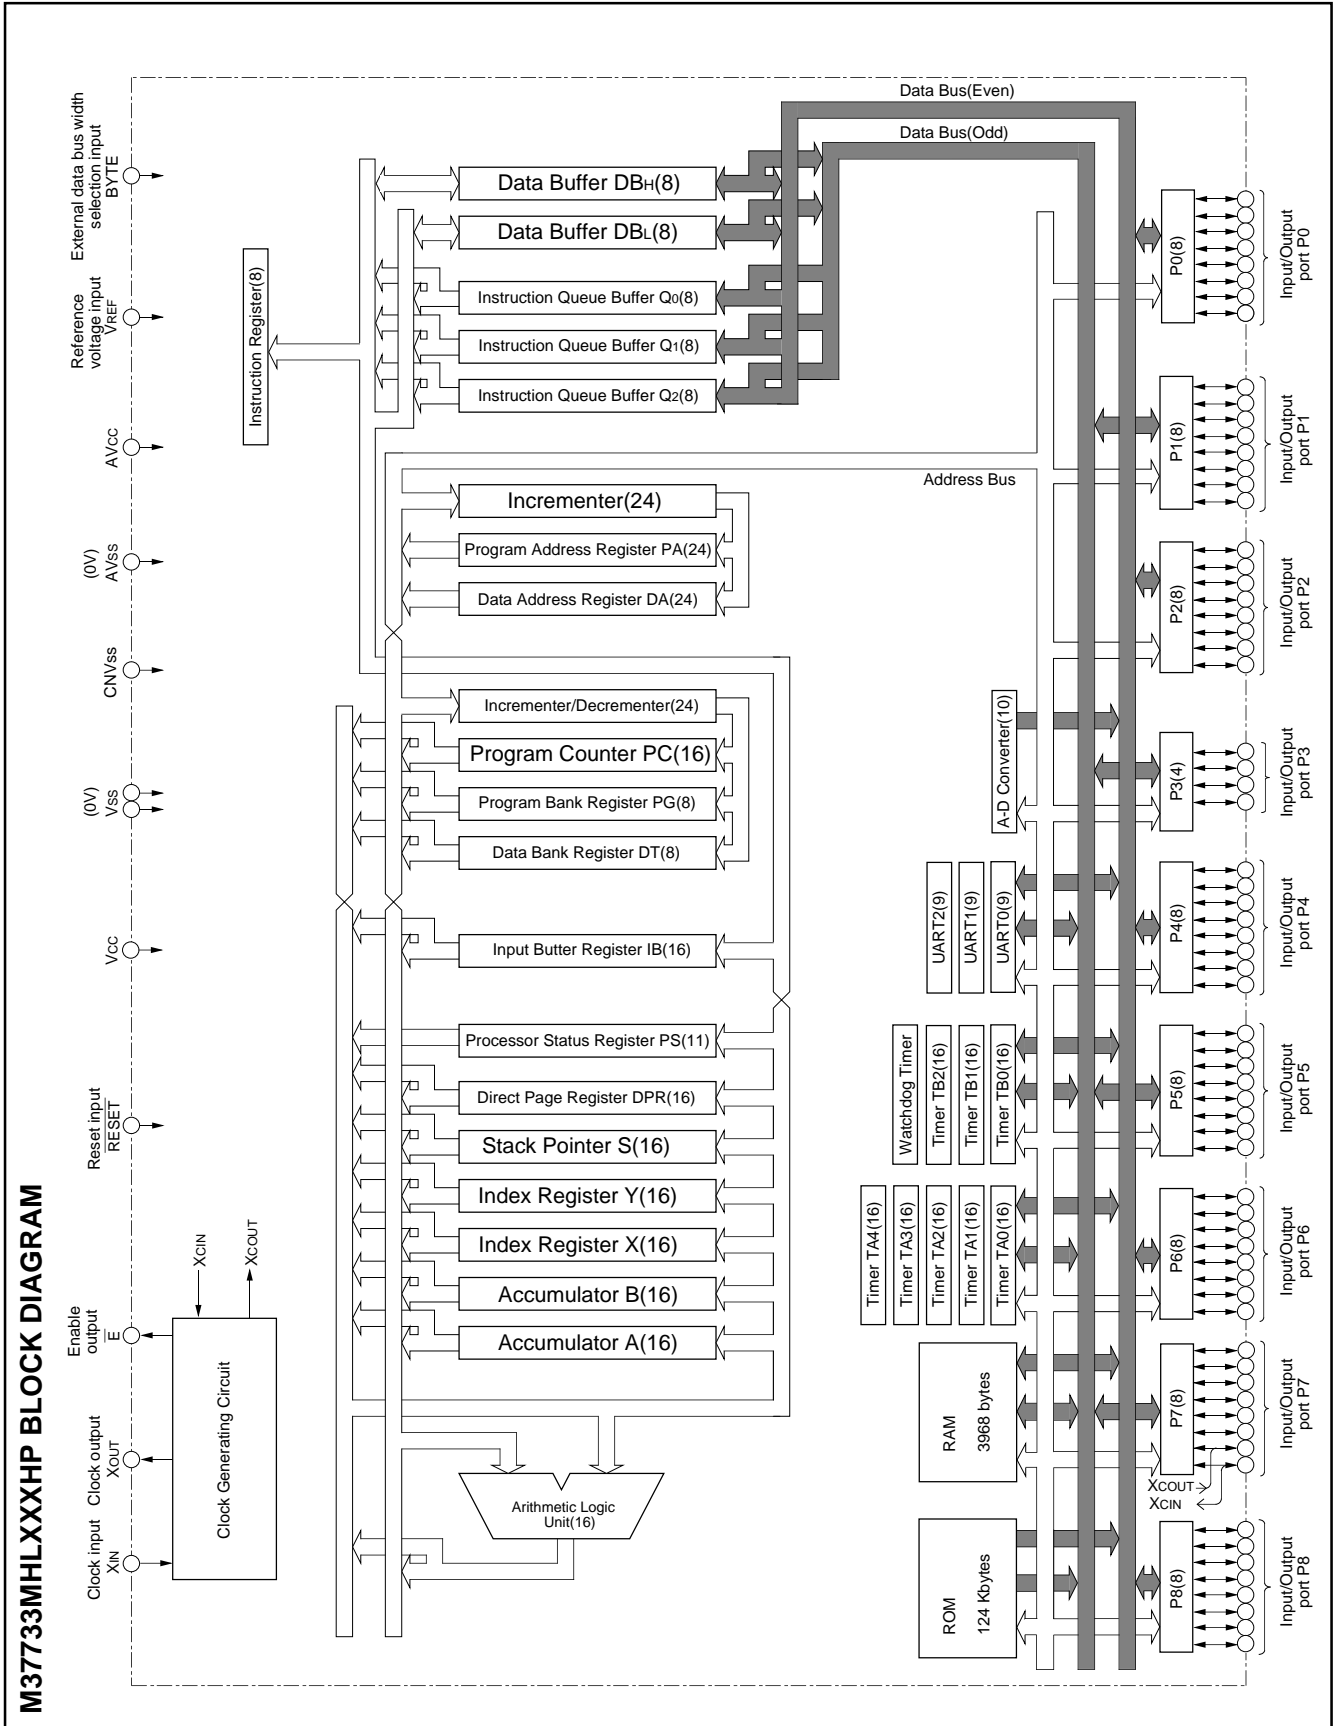 M37733MHLXXXHP BLOCK DIAGRAM
External data bus width
selection input
BYTE
Reference
voltage input
VREF
AVCC
(0V)
AVSS
CNVSS
(0V)
VSS
VCC
Reset input
RESET
Enable
output
E
Clock output
XOUT
Clock input
XIN
Clock Generating Circuit
XCIN
XCOUT
Instruction Register(8)
Data Bus(Even)
Data Bus(Odd)
Data Buffer DBH(8)
Data Buffer DBL(8)
Instruction Queue Buffer Q0(8)
Instruction Queue Buffer Q1(8)
Instruction Queue Buffer Q2(8)
Address Bus
Incrementer(24)
Program Address Register PA(24)
Data Address Register DA(24)
Incrementer/Decrementer(24)
Program Counter PC(16)
Program Bank Register PG(8)
Data Bank Register DT(8)
Input Butter Register IB(16)
Processor Status Register PS(11)
Direct Page Register DPR(16)
Stack Pointer S(16)
Index Register Y(16)
Index Register X(16)
Accumulator B(16)
Accumulator A(16)
Arithmetic Logic
Unit(16)
A-D Converter(10)
UART2(9)
UART1(9)
UART0(9)
Watchdog Timer
Timer TB2(16)
Timer TB1(16)
Timer TB0(16)
Timer TA4(16)
Timer TA3(16)
Timer TA2(16)
Timer TA1(16)
Timer TA0(16)
RAM
3968 bytes
ROM
124 Kbytes
P0(8)
Input/Output
port P0
P1(8)
Input/Output
port P1
P2(8)
Input/Output
port P2
P3(4)
Input/Output
port P3
P4(8)
Input/Output
port P4
P5(8)
Input/Output
port P5
P6(8)
Input/Output
port P6
P7(8)
Input/Output
port P7
XCOUT
XCIN
P8(8)
Input/Output
port P8